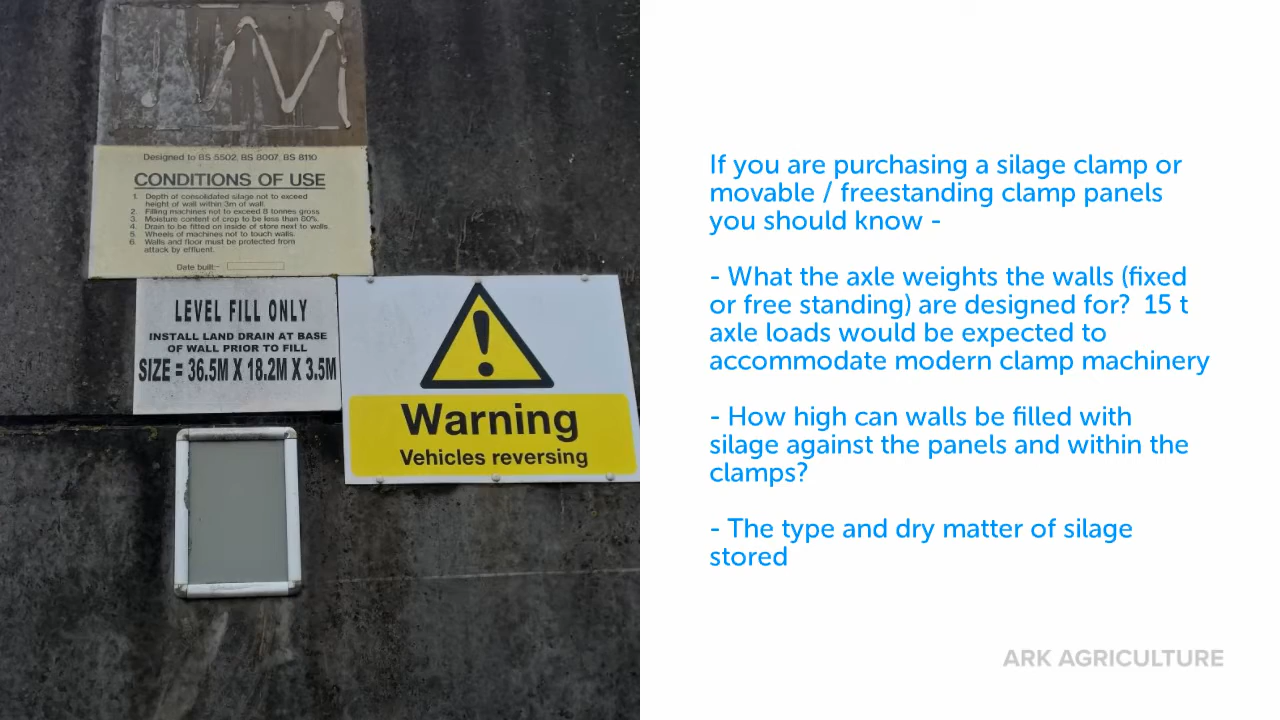 Designed to BS 5502, BS 8007, BS 8110
CONDITIONS OF USE
1. Depth of consolidated silage not to exceed
height of wall within 3m of wall.
2. Filling machines not to exceed 8 tonnes gross
3. Moisture content of crop to be less than 80%.
4. Drain to be fitted on inside of store next to walls.
5. Wheels of machines not to touch walls.
6. Walls and floor must be protected from
attack by effluent.
Date built:-
LEVEL FILL ONLY
INSTALL LAND DRAIN AT BASE
OF WALL PRIOR TO FILL
SIZE = 36.5M X 18.2M X 3.5M
Warning
Vehicles reversing
If you are purchasing a silage clamp or
movable / freestanding clamp panels
you should know -
- What the axle weights the walls (fixed
or free standing) are designed for? 15 t
axle loads would be expected to
accommodate modern clamp machinery
- How high can walls be filled with
silage against the panels and within the
clamps?
- The type and dry matter of silage
stored
ARK AGRICULTURE